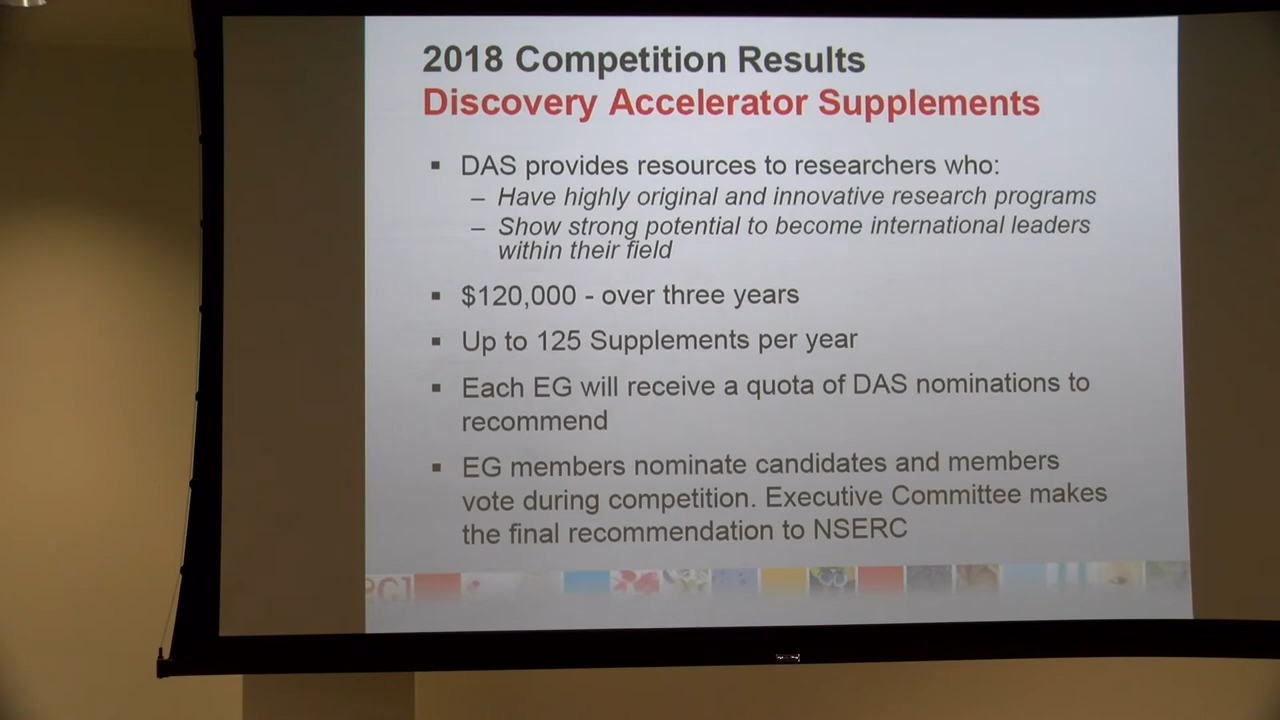 2018 Competition Results
Discovery Accelerator Supplements
▪ DAS provides resources to researchers who:
– Have highly original and innovative research programs
– Show strong potential to become international leaders
within their field
▪ $120,000 - over three years
▪ Up to 125 Supplements per year
▪ Each EG will receive a quota of DAS nominations to
recommend
▪ EG members nominate candidates and members
vote during competition. Executive Committee makes
the final recommendation to NSERC